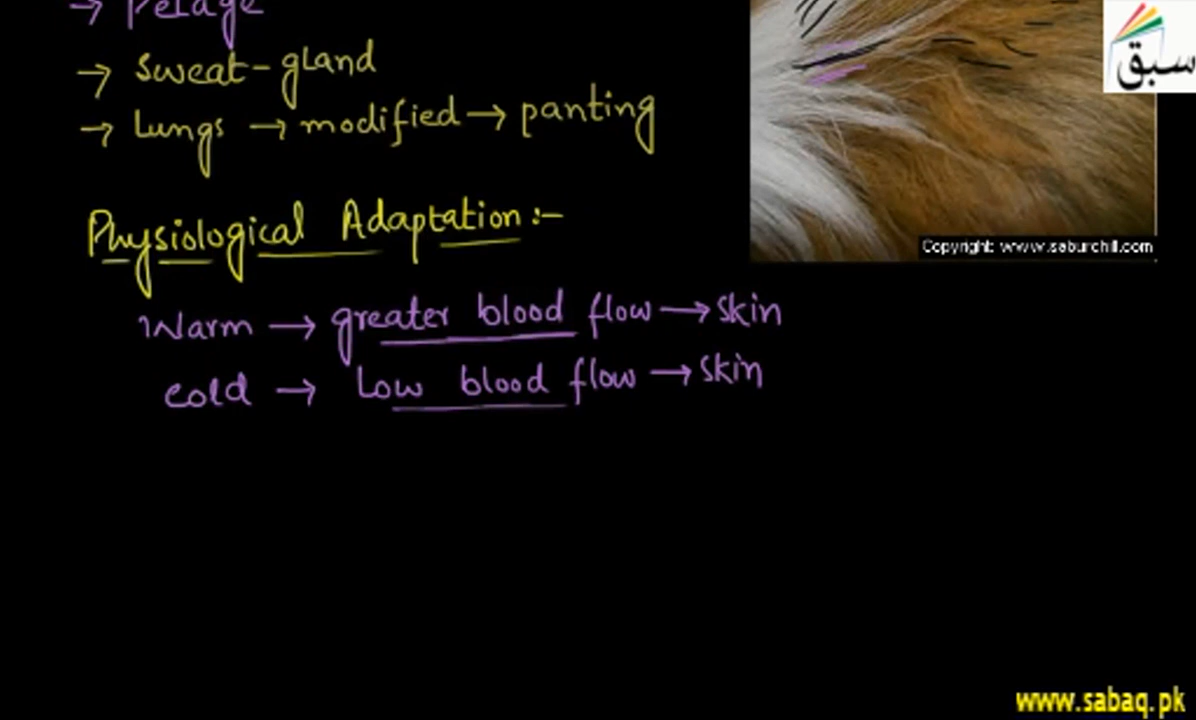 → Pelage
→ Sweat-gland
→ Lungs → modified → panting
Physiological Adaptation :-
Warm → greater blood flow → skin
cold → Low blood flow → skin
سبق
Copyright: www.saburchill.com
www.sabaq.pk